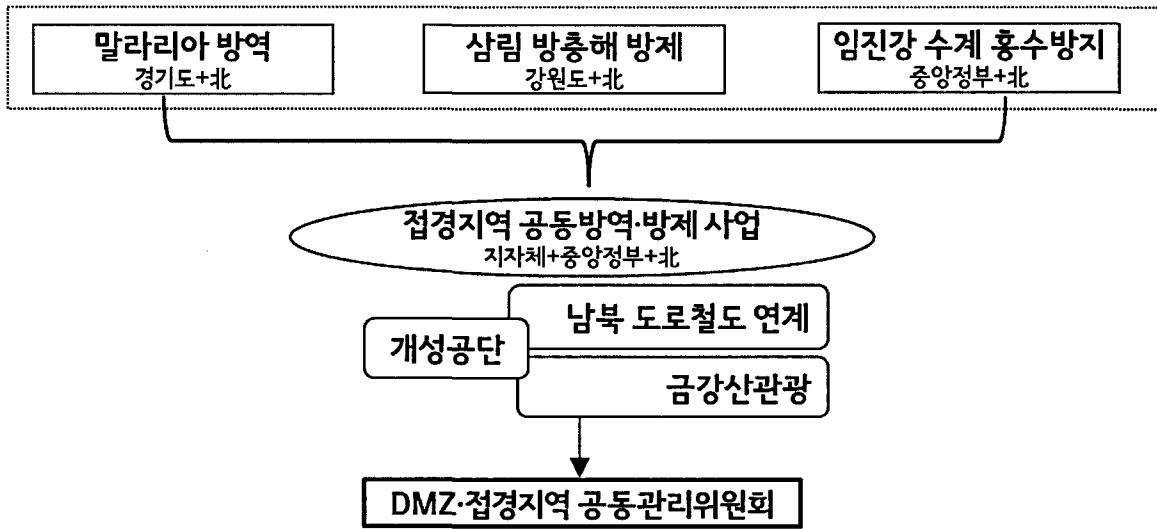 말라리아 방역
경기도+北
삼림 방충해 방제
강원도+北
임진강 수계 홍수방지
중앙정부+北
접경지역 공동방역·방제 사업
지자체+중앙정부+北
남북 도로철도 연계
개성공단
금강산관광
DMZ·접경지역 공동관리위원회